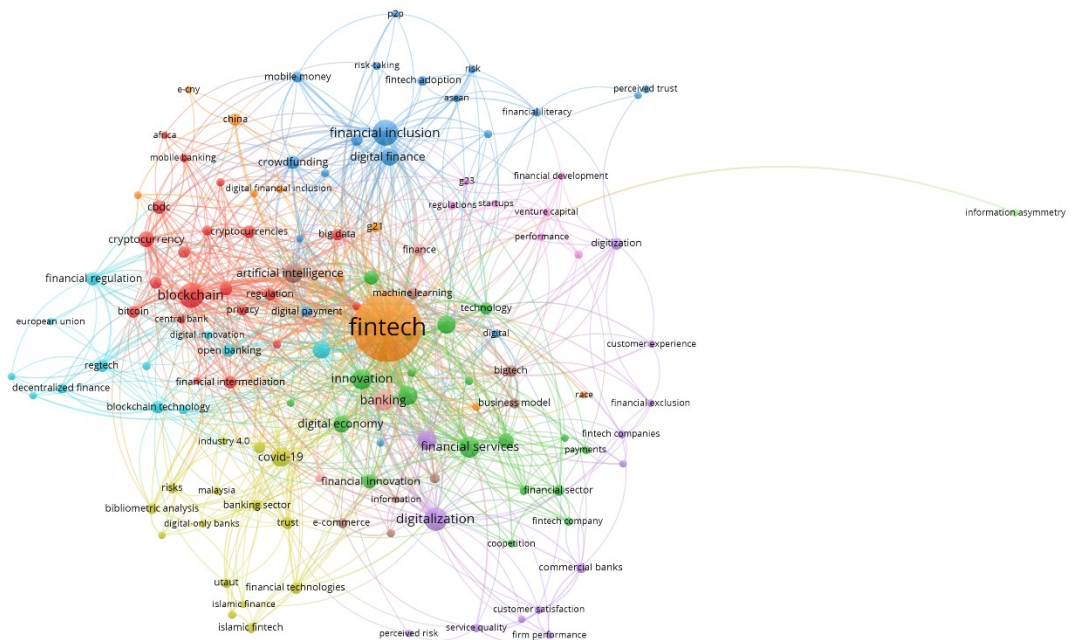 p2p
risk-taking
risk
mobile money
fintech adoption
perceived trust
e-cny
asean
financial literacy
china
africa
financial inclusion
mobile banking
crowdfunding
digital finance
financial development
g23
digital financial inclusion
cbdc
regulations
startups
venture capital
information asymmetry
cryptocurrencies
big data
g21
cryptocurrency
performance
digitization
finance
artificial intelligence
financial regulation
blockchain
regulation
machine learning
bitcoin
privacy
digital payment
technology
central bank
european union
fintech
digital innovation
digital
customer experience
open banking
regtech
bigtech
decentralized finance
financial intermediation
innovation
race
banking
business model
financial exclusion
blockchain technology
digital economy
fintech companies
industry 4.0
covid-19
financial services
payments
financial innovation
risks
malaysia
financial sector
information
bibliometric analysis
banking sector
digital-only banks
trust
e-commerce
digitalization
fintech company
coopetition
commercial banks
utaut
financial technologies
islamic finance
customer satisfaction
islamic fintech
perceived risk
service quality
firm performance